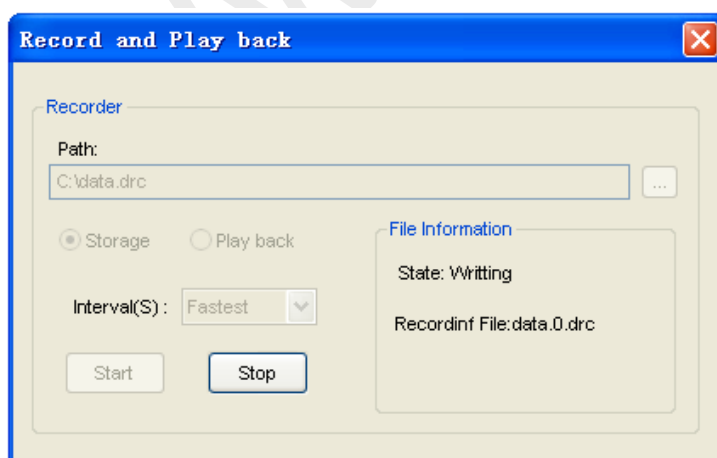 Record and Play back
Recorder
Path:
C:\data.drc
...
Storage
Play back
File Information
State: Writting
Interval(S) :
Fastest
Recordinf File:data.0.drc
Start
Stop